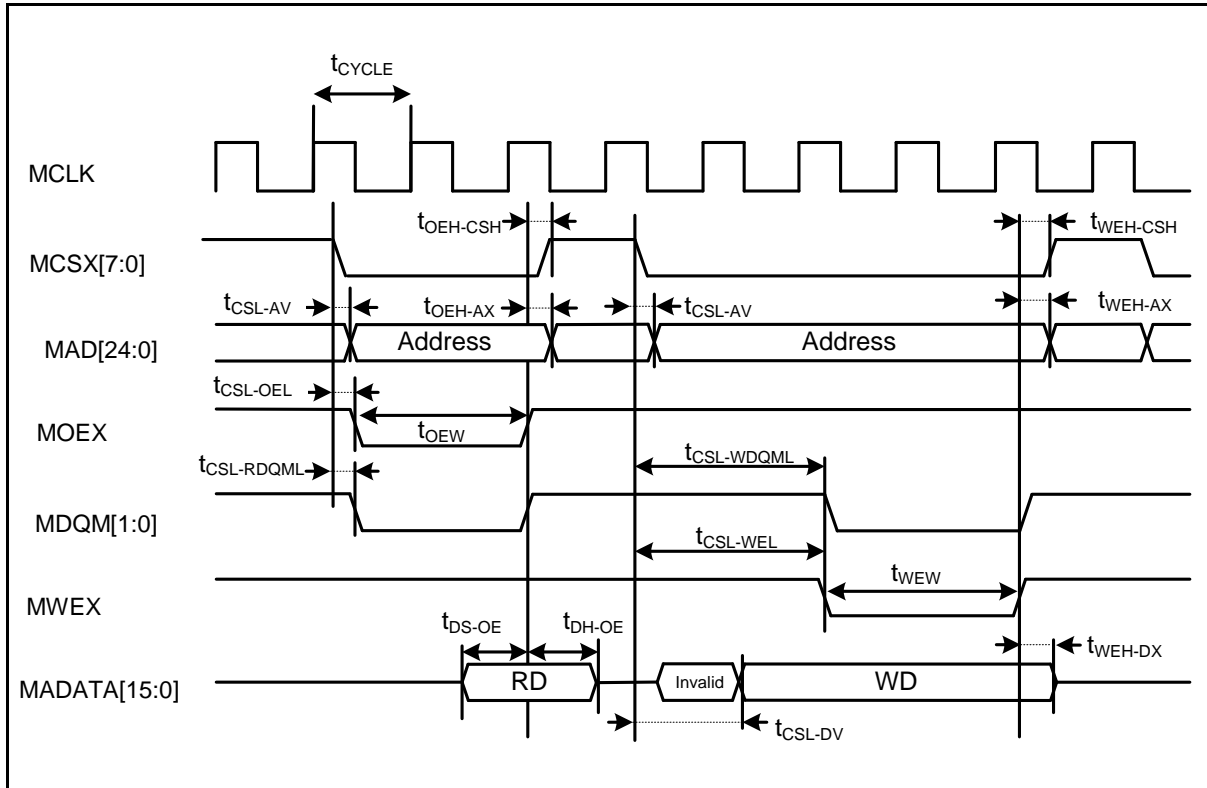 tCYCLE
MCLK
tOEH-CSH
tWEH-CSH
MCSX[7:0]
tCSL-AV
tOEH-AX
tCSL-AV
tWEH-AX
MAD[24:0]
Address
Address
tCSL-OEL
MOEX
tOEW
tCSL-RDQML
tCSL-WDQML
MDQM[1:0]
tCSL-WEL
tWEW
MWEX
tDS-OE
tDH-OE
tWEH-DX
MADATA[15:0]
RD
Invalid
WD
tCSL-DV